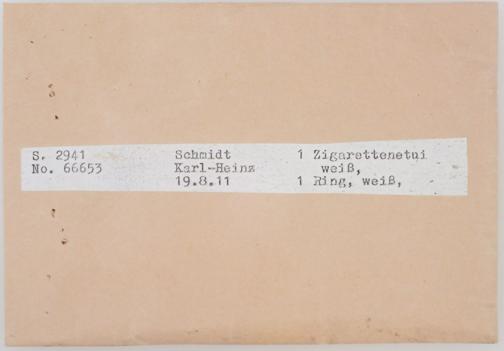 S. 2941 Schmidt 1 Zigarettenetui
No. 66653 Karl-Heinz weiß,
19.8.11 1 Ring, weiß,